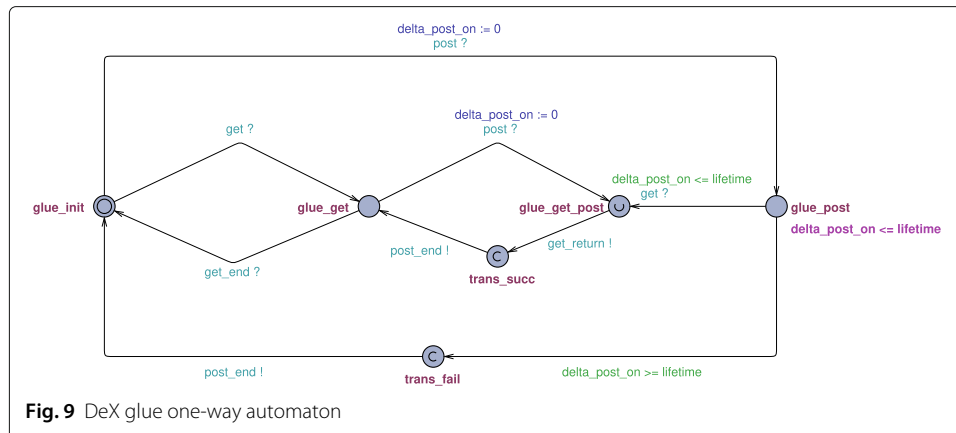 delta_post_on := 0
post ?
delta_post_on := 0
get ?
post ?
delta_post_on <= lifetime
get ?
glue_init
glue_get
glue_get_post
glue_post
delta_post_on <= lifetime
get_return !
post_end !
get_end ?
trans_succ
post_end !
delta_post_on >= lifetime
trans_fail
Fig. 9 DeX glue one-way automaton